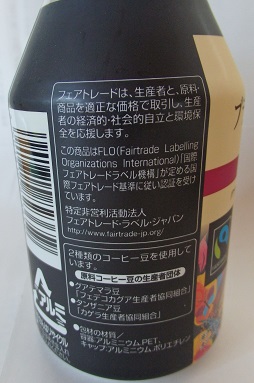 フェアトレードは、生産者と、原料・
商品を適正な価格で取引し、生産
者の経済的・社会的自立と環境保
全を応援します。
この商品はFLO(Fairtrade Labelling
Organizations International)「国際
フェアトレードラベル機構」が定める国
際フェアトレード基準に従い認証を受け
ています。
特定非営利活動法人
フェアトレード・ラベル・ジャパン
http://www.fairtrade-jp.org/
2種類のコーヒー豆を使用して
います。
原料コーヒー豆の生産者団体
・グアテマラ豆
「フェデコカグア生産者協同組合」
・タンザニア豆
「カゲラ生産者協同組合」
●包材の材質/
容器:アルミニウム,PET、
キャップ:アルミニウム,ポリエチレン
アルミ